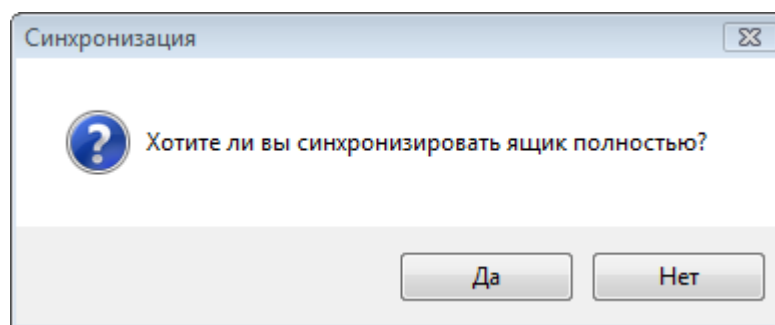 Синхронизация
Хотите ли вы синхронизировать ящик полностью?
Да
Нет